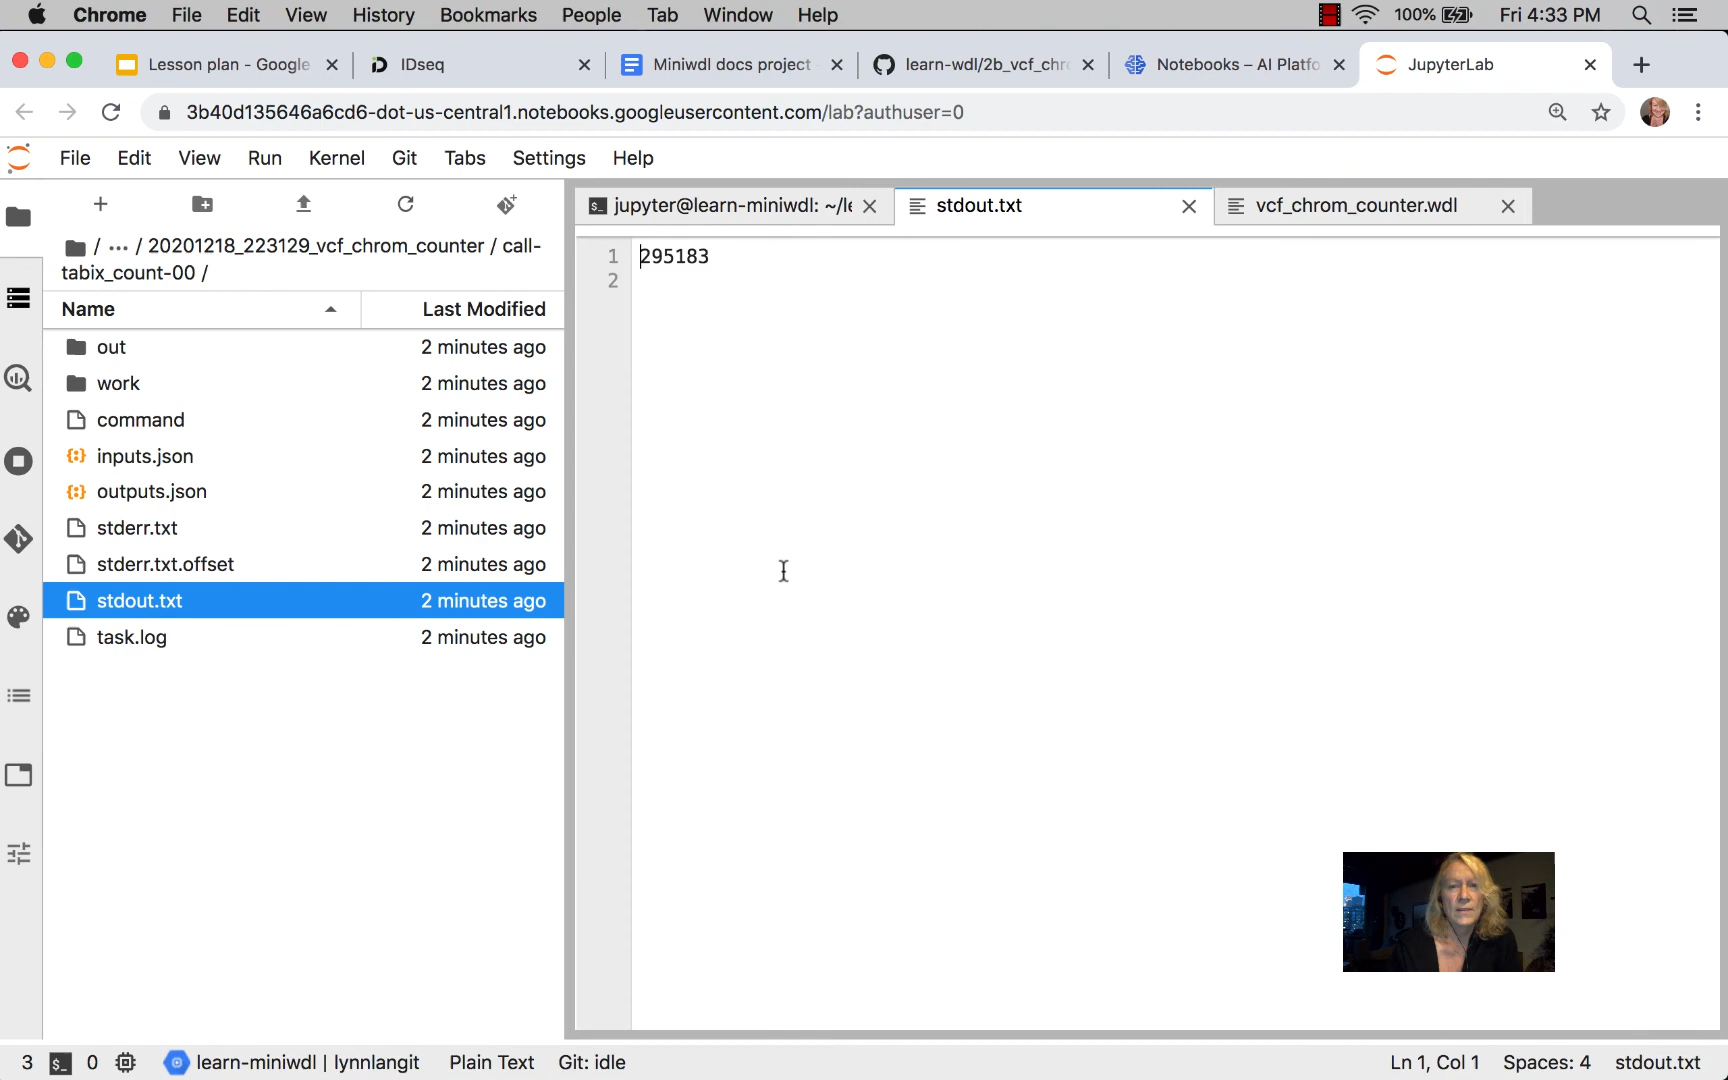 Chrome File Edit View History Bookmarks People Tab Window Help 100% Fri 4:33 PM
Lesson plan - Google IDseq Miniwdl docs project learn-wdl/2b_vcf_chr Notebooks – AI Platfo JupyterLab
3b40d135646a6cd6-dot-us-central1.notebooks.googleusercontent.com/lab?authuser=0
File Edit View Run Kernel Git Tabs Settings Help
jupyter@learn-miniwdl: ~/le stdout.txt vcf_chrom_counter.wdl
/ ··· / 20201218_223129_vcf_chrom_counter / call-
tabix_count-00 /
Name Last Modified
out 2 minutes ago
work 2 minutes ago
command 2 minutes ago
inputs.json 2 minutes ago
outputs.json 2 minutes ago
stderr.txt 2 minutes ago
stderr.txt.offset 2 minutes ago
stdout.txt 2 minutes ago
task.log 2 minutes ago
1 295183
2
3 $_ 0 learn-miniwdl | lynnlangit Plain Text Git: idle Ln 1, Col 1 Spaces: 4 stdout.txt